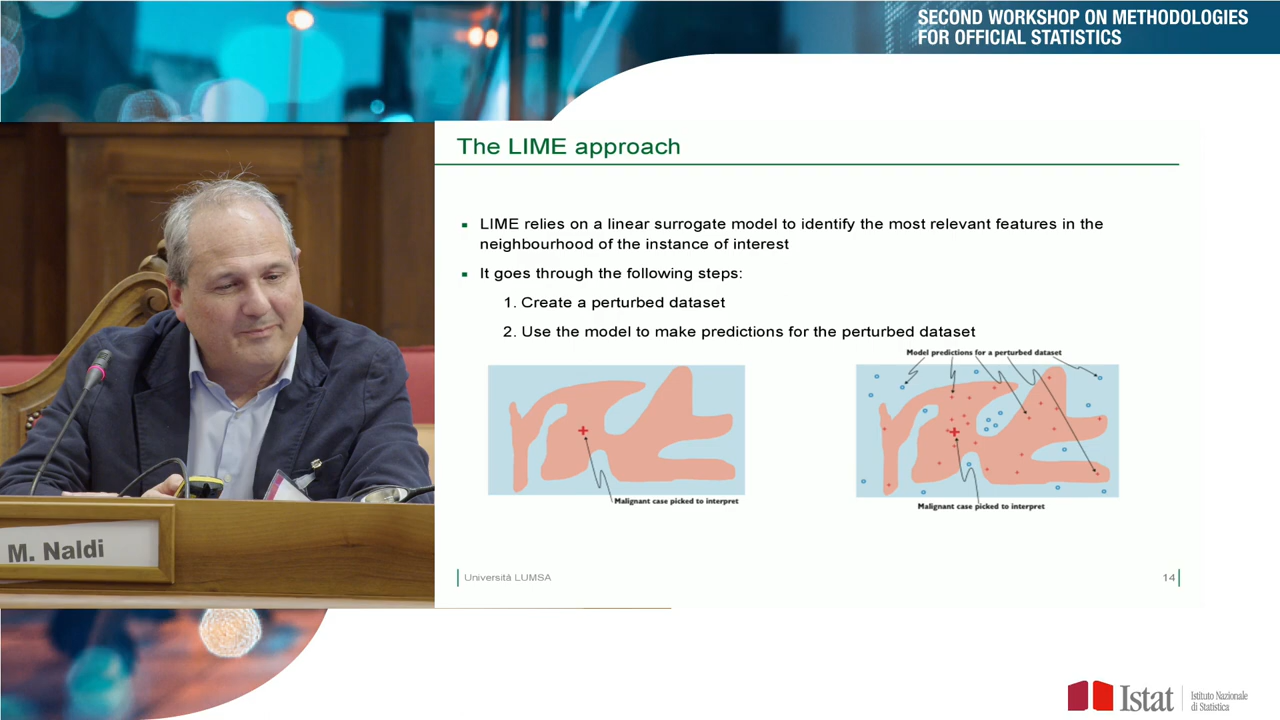 SECOND WORKSHOP ON METHODOLOGIES
FOR OFFICIAL STATISTICS
The LIME approach
LIME relies on a linear surrogate model to identify the most relevant features in the
neighbourhood of the instance of interest
It goes through the following steps:
1. Create a perturbed dataset
2. Use the model to make predictions for the perturbed dataset
Model predictions for a perturbed dataset
Malignant case picked to interpret
Malignant case picked to interpret
M. Naldi
Università LUMSA
14
Istat
Istituto Nazionale
di Statistica